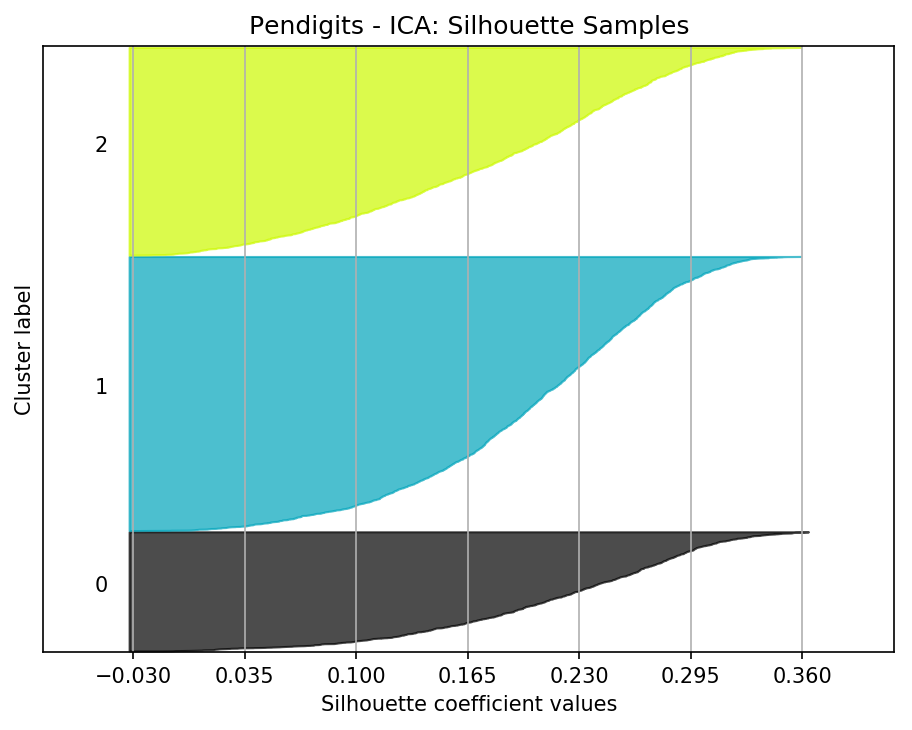 Pendigits - ICA: Silhouette Samples
2
1
0
Cluster label
−0.030 0.035 0.100 0.165 0.230 0.295 0.360
Silhouette coefficient values